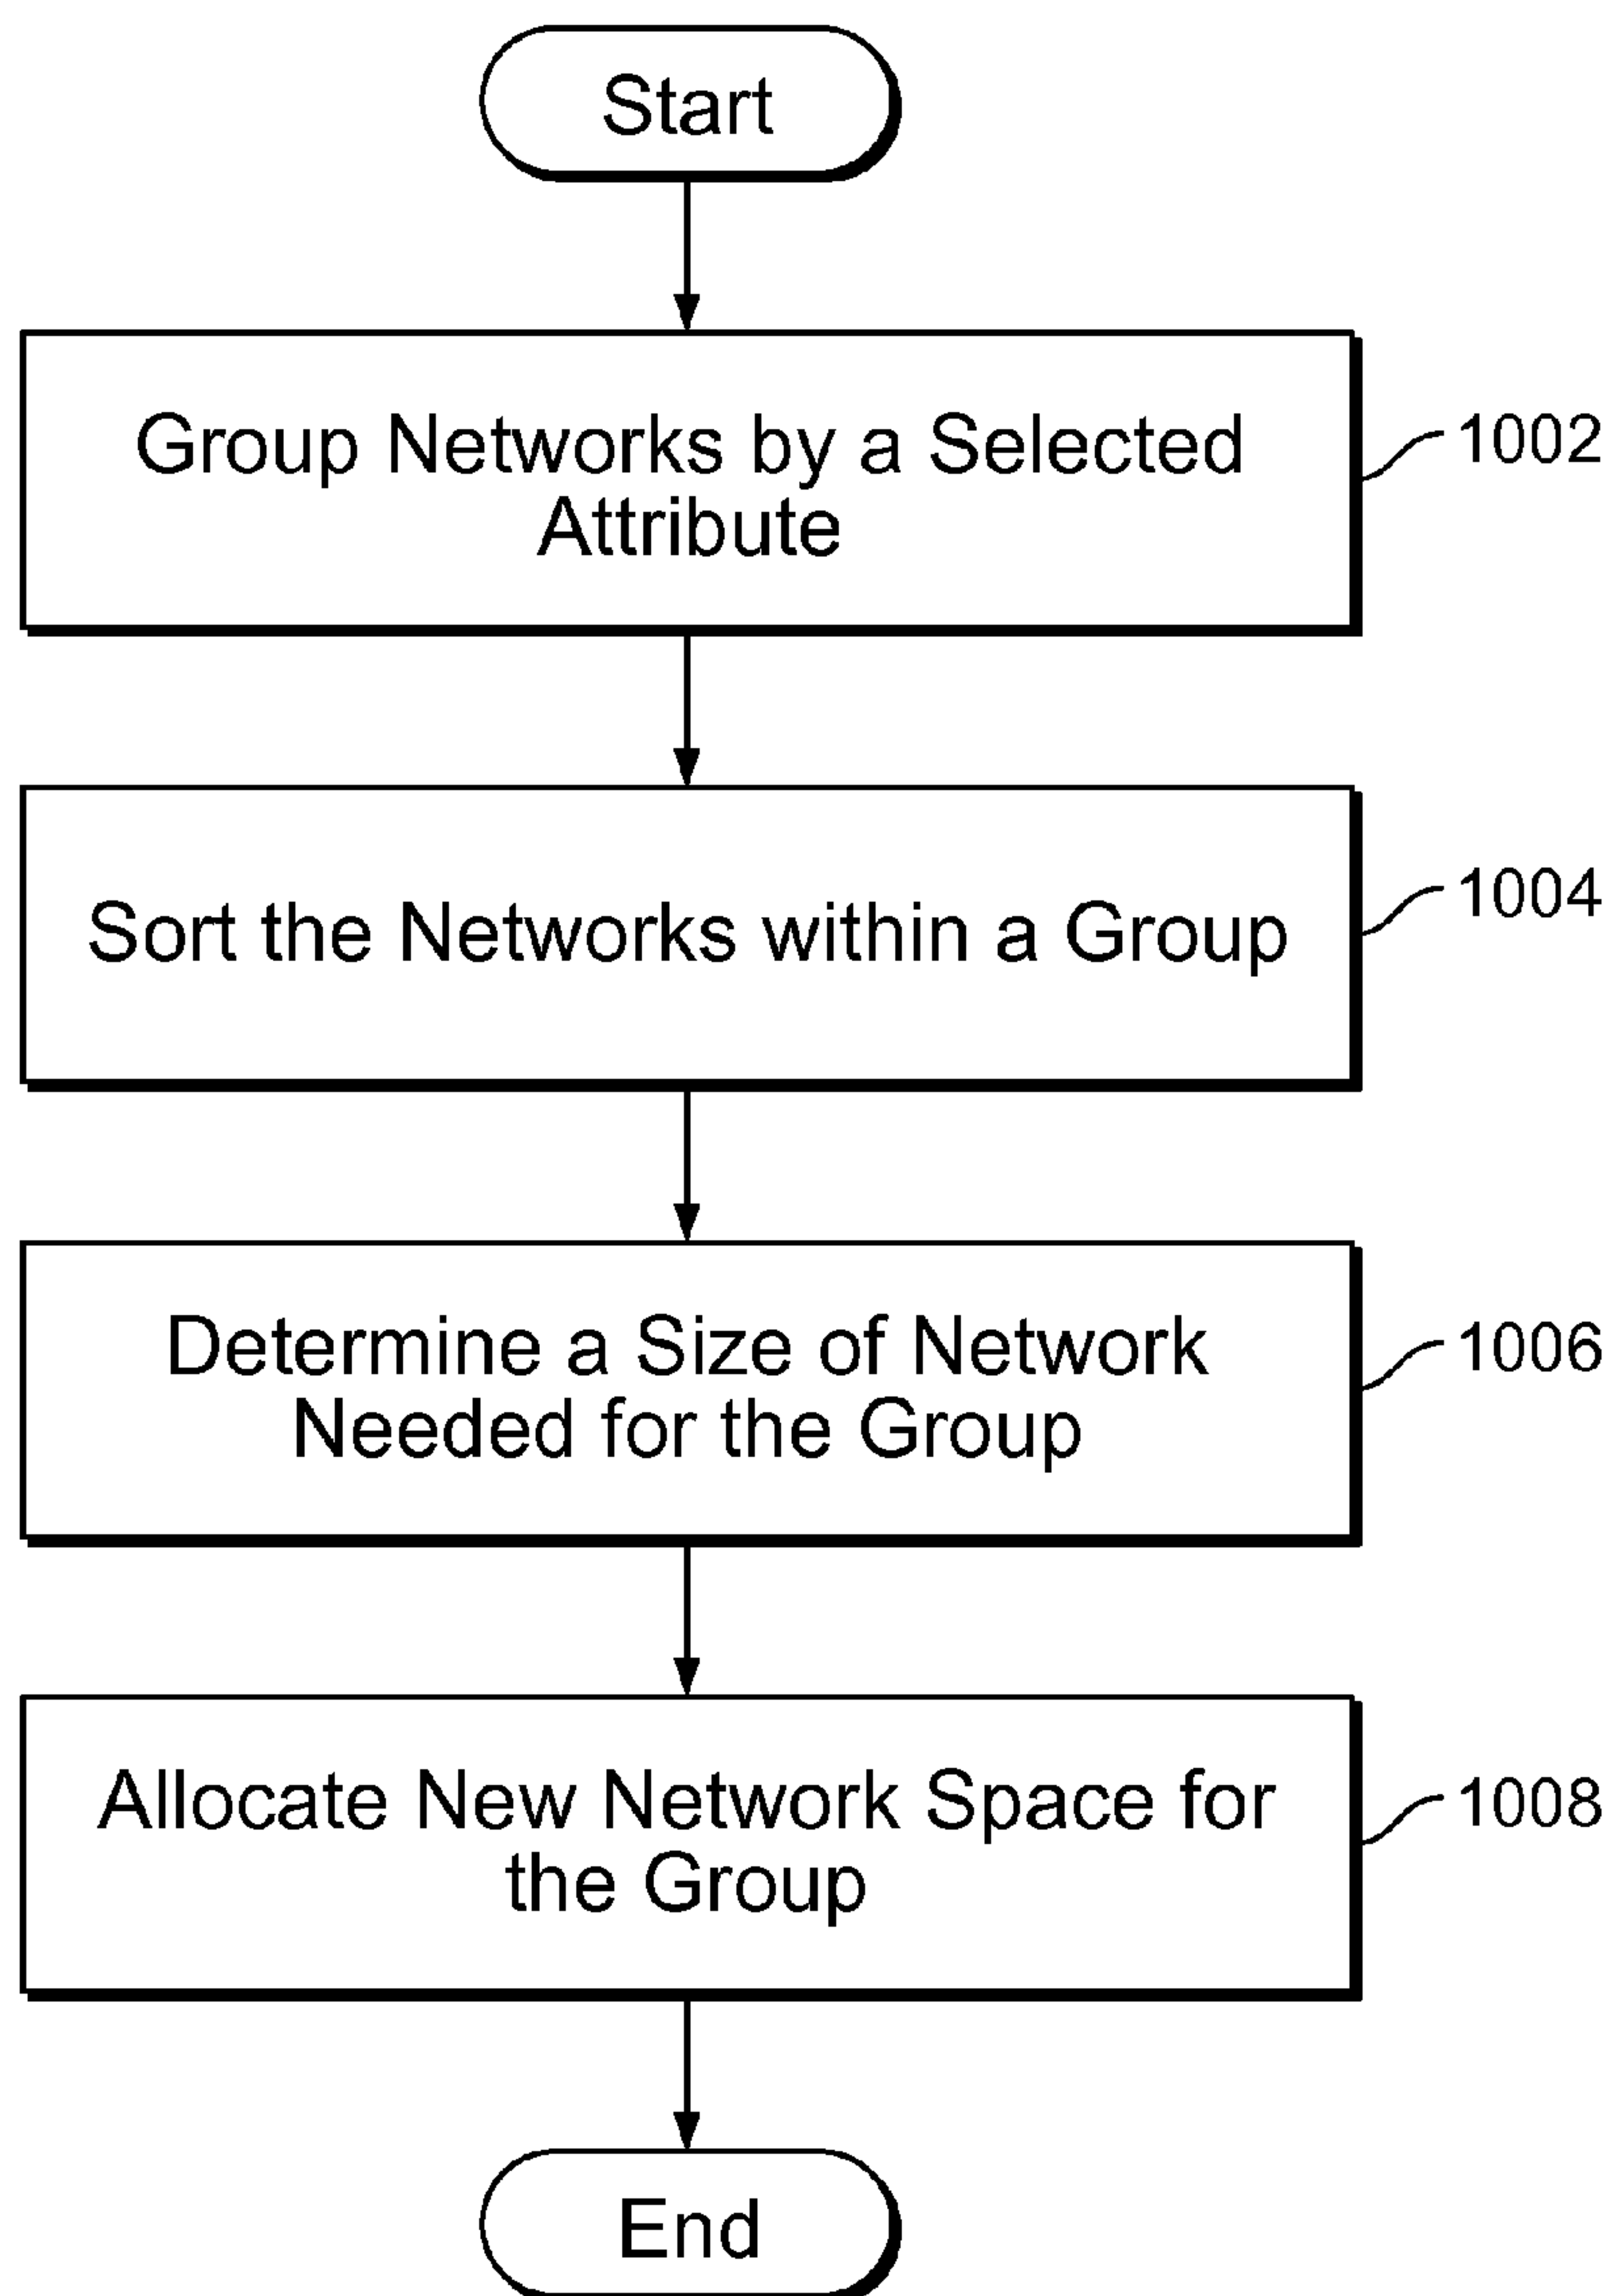 Start
Group Networks by a Selected
Attribute
1002
Sort the Networks within a Group
1004
Determine a Size of Network
Needed for the Group
1006
Allocate New Network Space for
the Group
1008
End